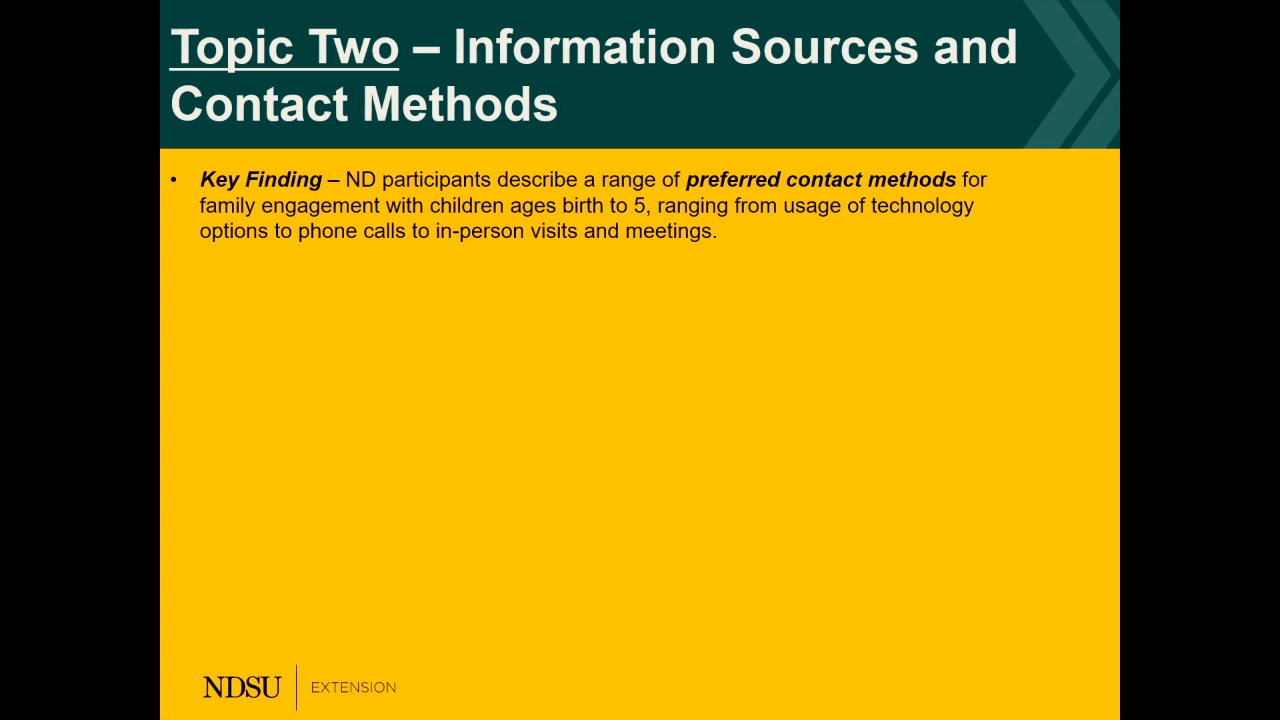 Topic Two – Information Sources and
Contact Methods
• Key Finding – ND participants describe a range of preferred contact methods for
family engagement with children ages birth to 5, ranging from usage of technology
options to phone calls to in-person visits and meetings.
NDSU | EXTENSION